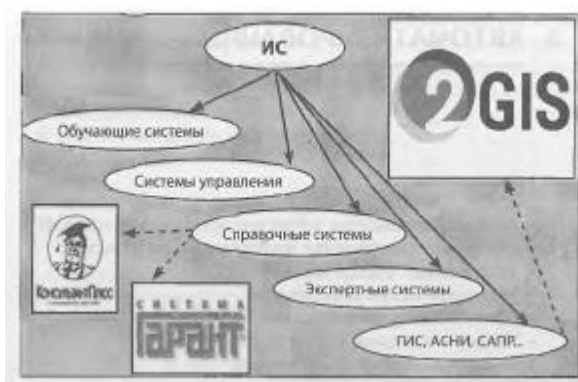 ИС
2GIS
Обучающие системы
Системы управления
Справочные системы
КонсультантПлюс
СИСТЕМА
ГАРАНТ
Экспертные системы
ГИС, АСНИ, САПР...